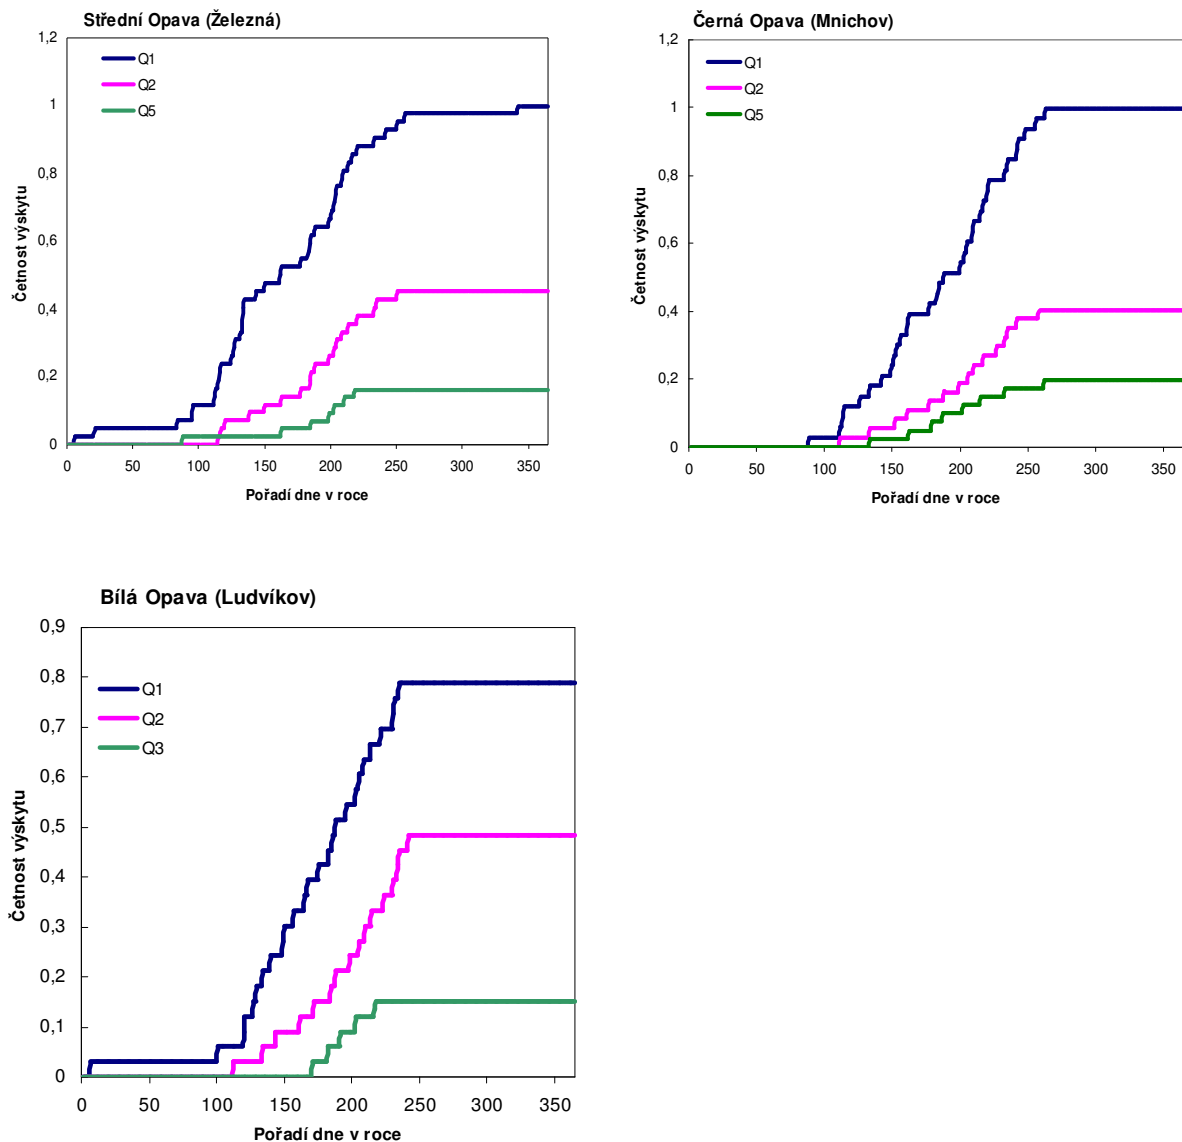 Střední Opava (Železná)
1,2
1
0,8
0,6
0,4
0,2
0
Četnost výskytu
Q1
Q2
Q5
0 50 100 150 200 250 300 350
Pořadí dne v roce
Černá Opava (Mnichov)
1,2
1
0,8
0,6
0,4
0,2
0
Četnost výskytu
Q1
Q2
Q5
0 50 100 150 200 250 300 350
Pořadí dne v roce
Bílá Opava (Ludvíkov)
0,9
0,8
0,7
0,6
0,5
0,4
0,3
0,2
0,1
0
Četnost výskytu
Q1
Q2
Q3
0 50 100 150 200 250 300 350
Pořadí dne v roce